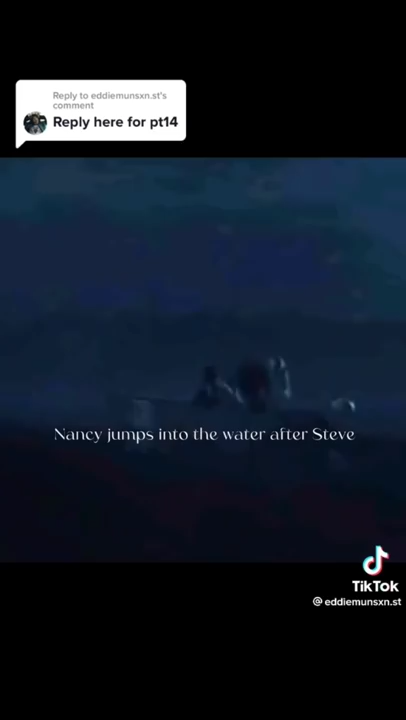 Reply to eddiemunsxn.st's
comment
Reply here for pt14
Nancy jumps into the water after Steve
TikTok
@eddiemunsxn.st